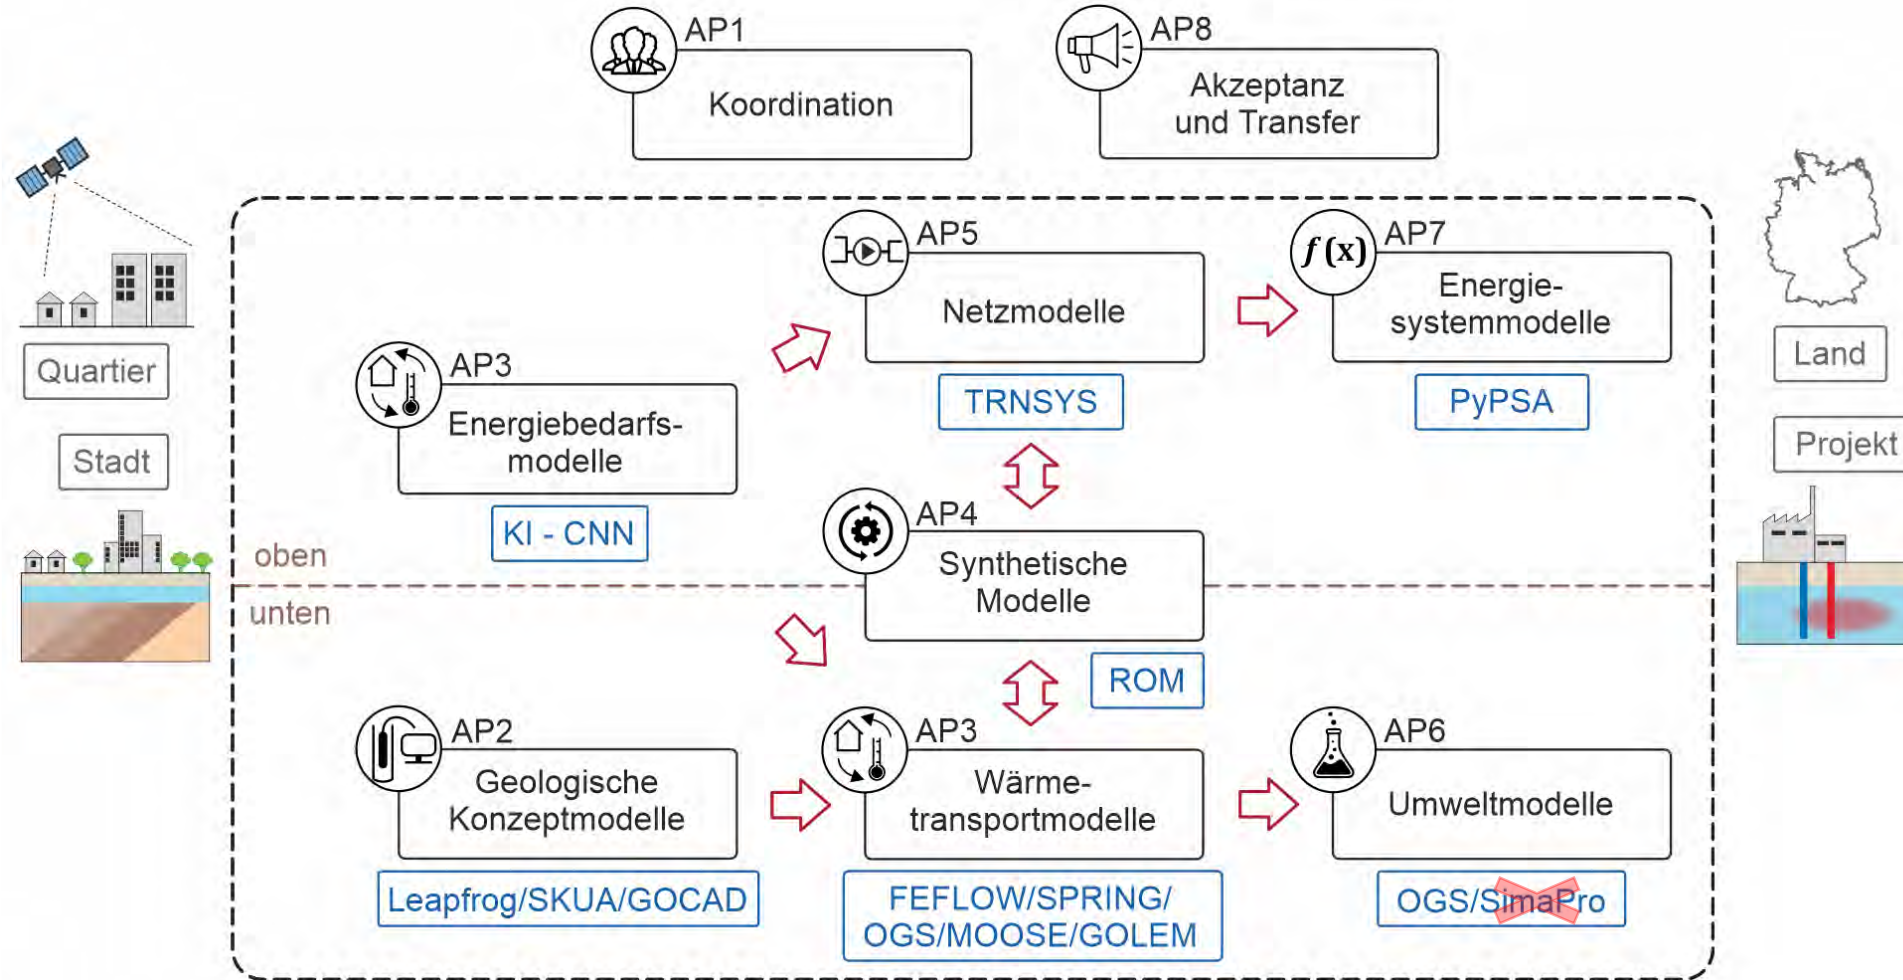 AP1
Koordination
AP8
Akzeptanz
und Transfer
Quartier
Stadt
oben
unten
AP3
Energiebedarfs-
modelle
KI - CNN
AP5
Netzmodelle
TRNSYS
f (x)
AP7
Energie-
systemmodelle
PyPSA
AP4
Synthetische
Modelle
ROM
AP2
Geologische
Konzeptmodelle
Leapfrog/SKUA/GOCAD
AP3
Wärme-
transportmodelle
FEFLOW/SPRING/
OGS/MOOSE/GOLEM
AP6
Umweltmodelle
OGS/SimaPro
Land
Projekt